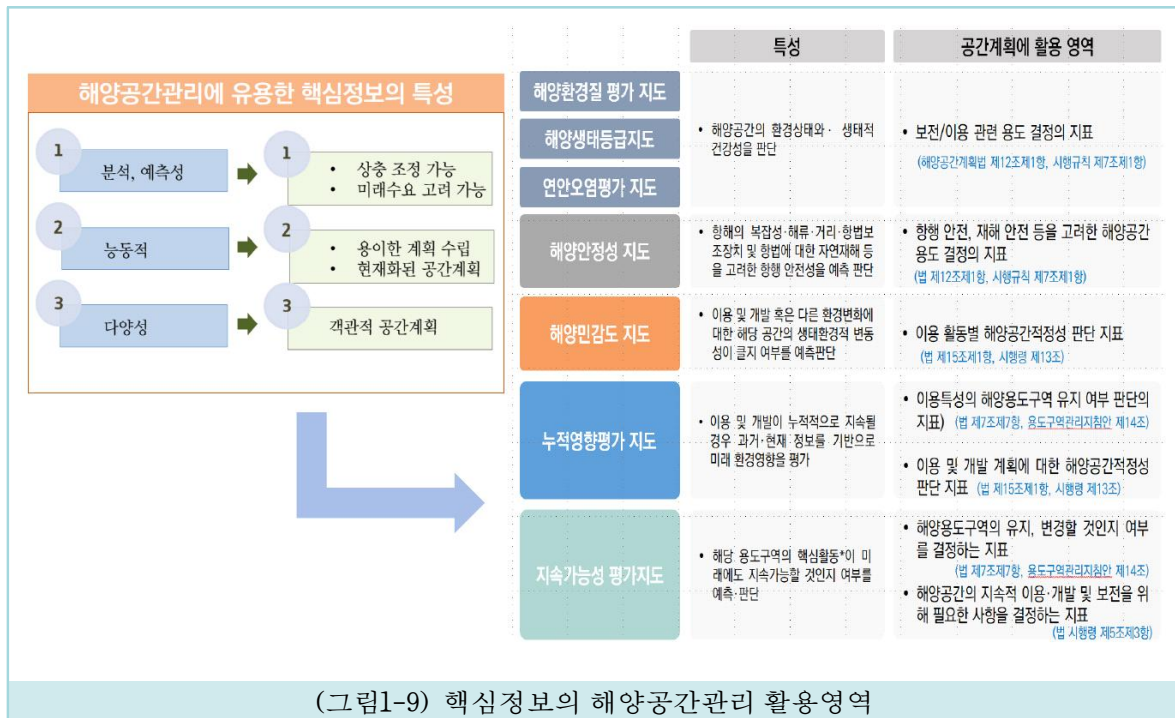 해양공간관리에 유용한 핵심정보의 특성
1
분석, 예측성
1
• 상충 조정 가능
• 미래수요 고려 가능
2
능동적
2
• 용이한 계획 수립
• 현재화된 공간계획
3
다양성
3
객관적 공간계획
특성
공간계획에 활용 영역
해양환경질 평가 지도
해양생태등급지도
연안오염평가 지도
• 해양공간의 환경상태와· 생태적
건강성을 판단
• 보전/이용 관련 용도 결정의 지표
(해양공간계획법 제12조제1항, 시행규칙 제7조제1항)
해양안정성 지도
• 항해의 복잡성·해류·거리·항법보
조장치 및 항법에 대한 자연재해 등
을 고려한 항행 안전성을 예측 판단
• 항행 안전, 재해 안전 등을 고려한 해양공간
용도 결정의 지표
(법 제12조제1항, 시행규칙 제7조제1항)
해양민감도 지도
• 이용 및 개발 혹은 다른 환경변화에
대한 해당 공간의 생태환경적 변동
성이 클지 여부를 예측판단
• 이용 활동별 해양공간적정성 판단 지표
(법 제15조제1항, 시행령 제13조)
누적영향평가 지도
• 이용 및 개발이 누적적으로 지속될
경우 과거·현재 정보를 기반으로
미래 환경영향을 평가
• 이용특성의 해양용도구역 유지 여부 판단의
지표) (법 제7조제7항, 용도구역관리지침안 제14조)
• 이용 및 개발 계획에 대한 해양공간적정성
판단 지표 (법 제15조제1항, 시행령 제13조)
지속가능성 평가지도
• 해당 용도구역의 핵심활동*이 미
래에도 지속가능할 것인지 여부를
예측·판단
• 해양용도구역의 유지, 변경할 것인지 여부
를 결정하는 지표
(법 제7조제7항, 용도구역관리지침안 제14조)
• 해양공간의 지속적 이용·개발 및 보전을 위
해 필요한 사항을 결정하는 지표
(법 시행령 제5조제3항)
(그림1-9) 핵심정보의 해양공간관리 활용영역